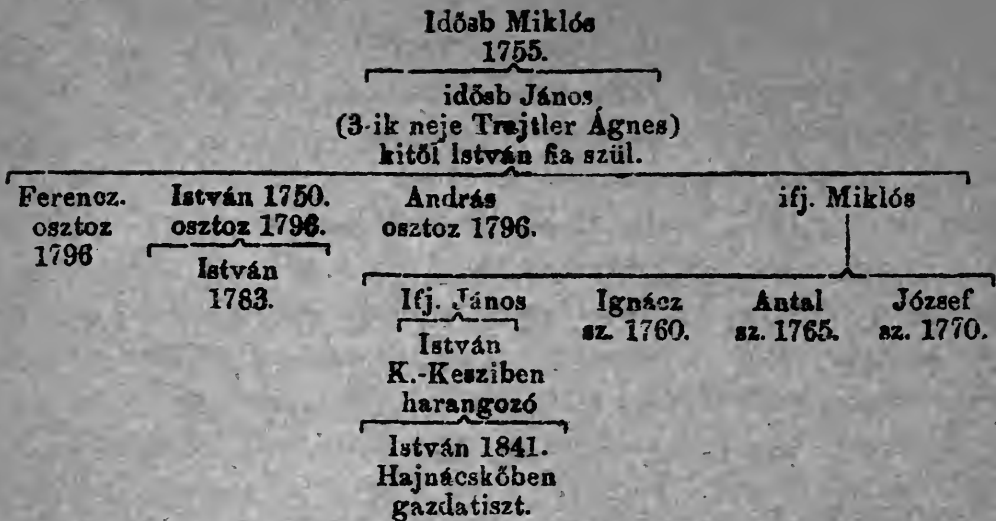 Idősb Miklós
1755.
idősb János
(3-ik neje Trajtler Ágnes)
kitől István fia szül.
Ferencz. István 1750. András ifj. Miklós
osztoz osztoz 1796. osztoz 1796.
1796
István
1783.
Ifj. János Ignácz Antal József
sz. 1760. sz. 1765. sz. 1770.
István
K.-Kesziben
harangozó
István 1841.
Hajnácskőben
gazdatiszt.